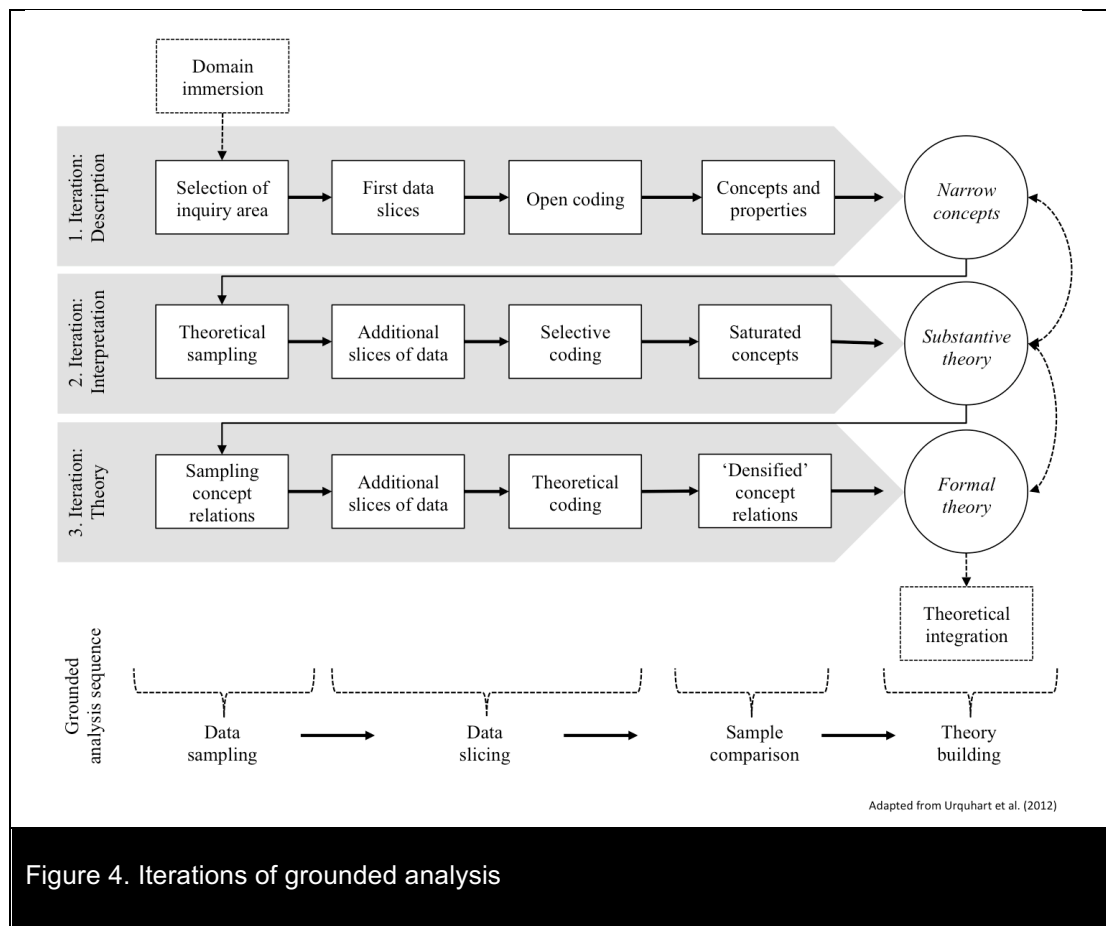 Domain
immersion
1. Iteration:
Description
Selection of
inquiry area
First data
slices
Open coding
Concepts and
properties
Narrow
concepts
2. Iteration:
Interpretation
Theoretical
sampling
Additional
slices of data
Selective
coding
Saturated
concepts
Substantive
theory
3. Iteration:
Theory
Sampling
concept
relations
Additional
slices of data
Theoretical
coding
‘Densified’
concept
relations
Formal
theory
Theoretical
integration
Grounded
analysis sequence
Data
sampling
Data
slicing
Sample
comparison
Theory
building
Adapted from Urquhart et al. (2012)
Figure 4. Iterations of grounded analysis